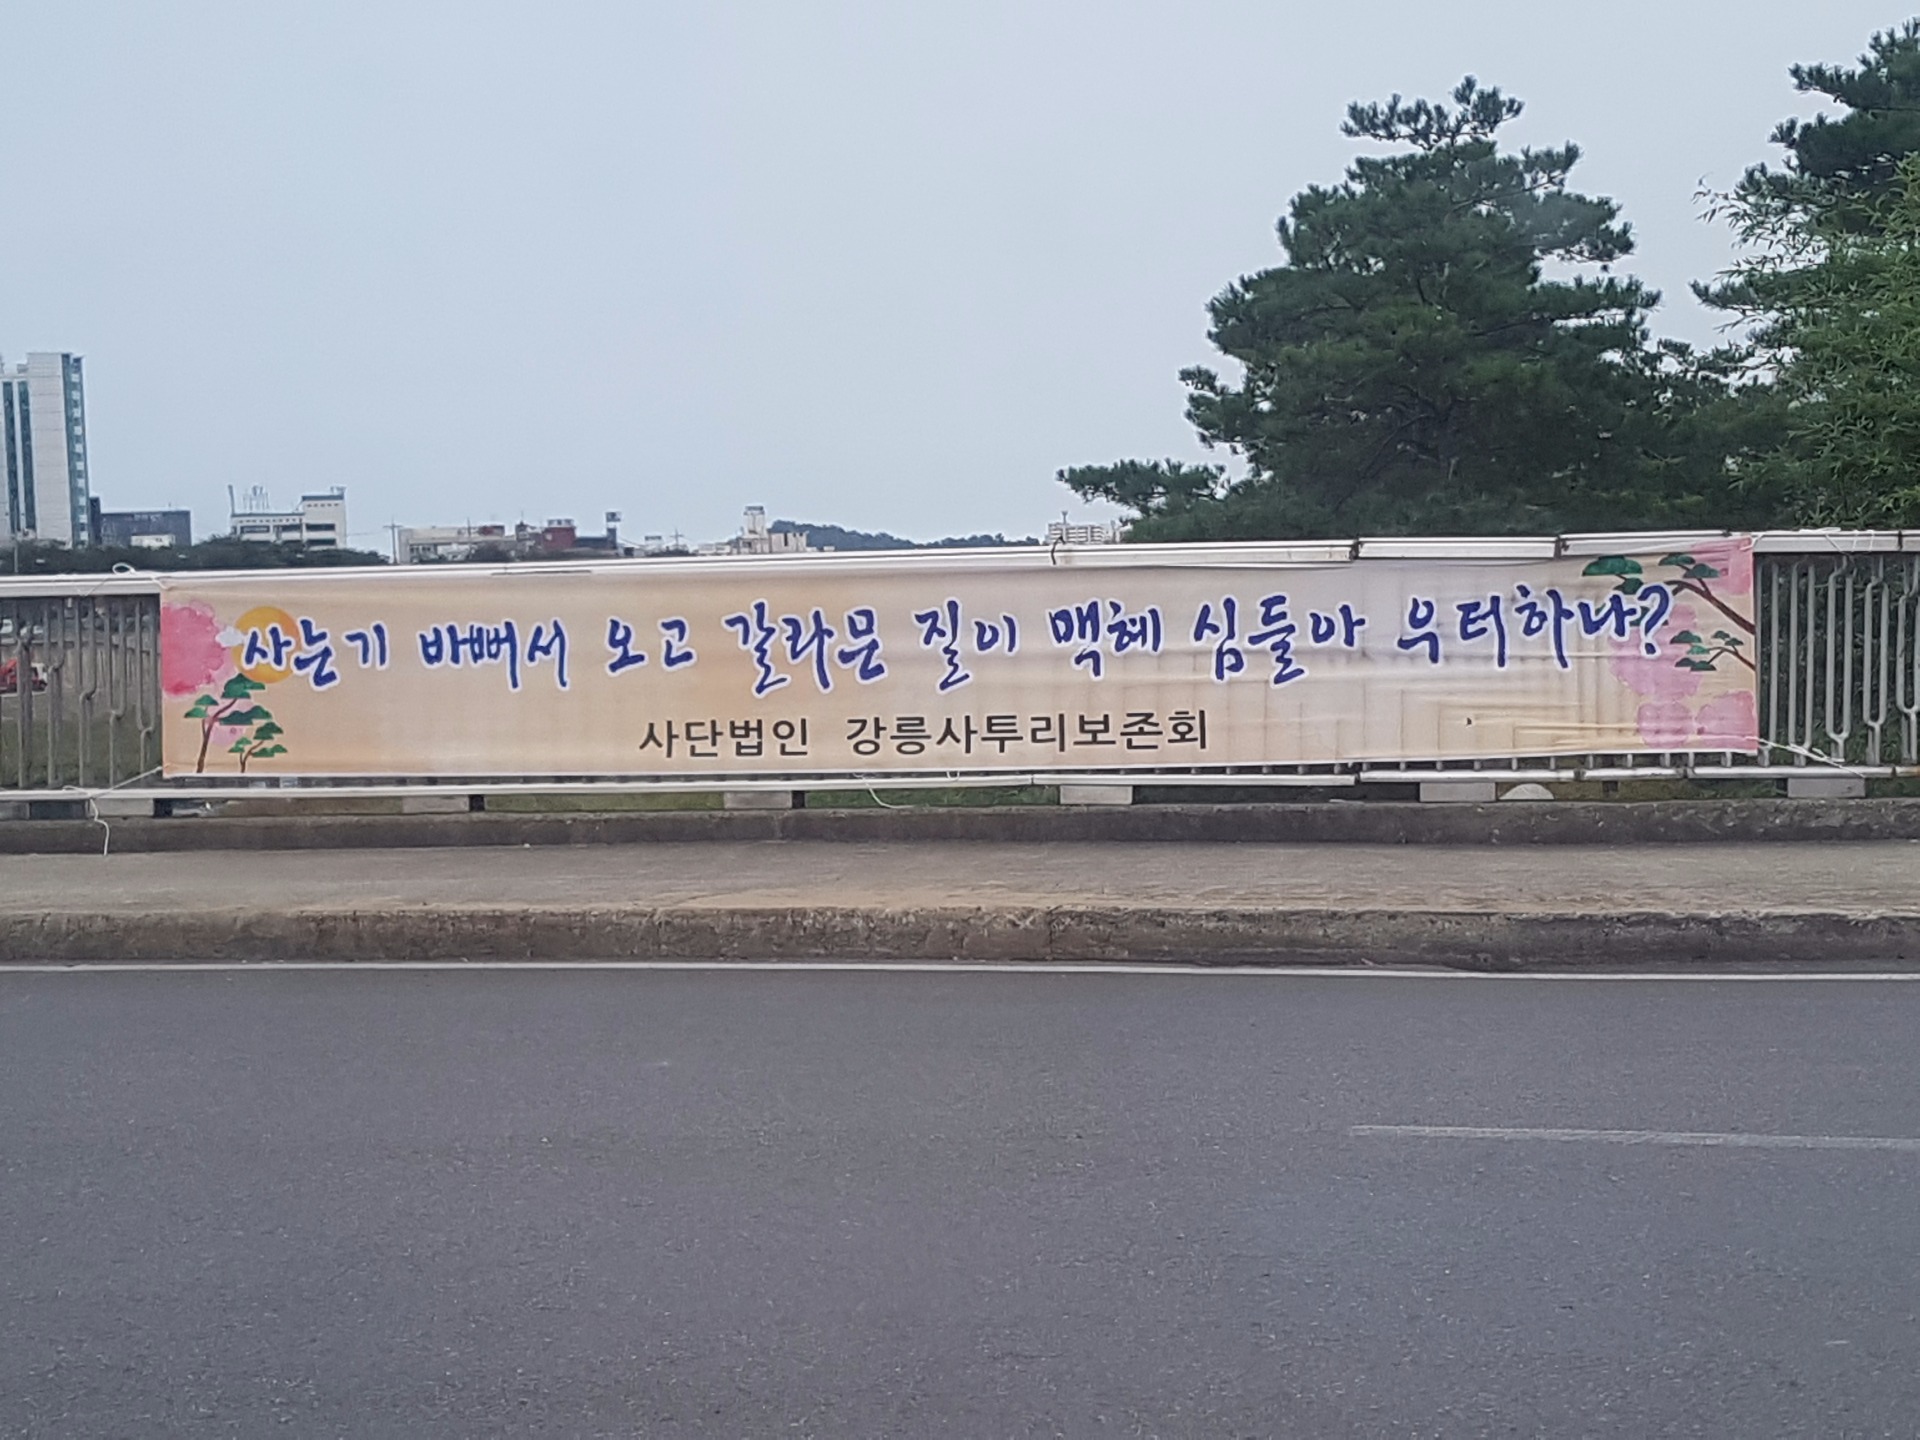 사는기 바뻐서 오고 갈라문 질이 맥혜 심들아 우터하나?
사단법인 강릉사투리보존회